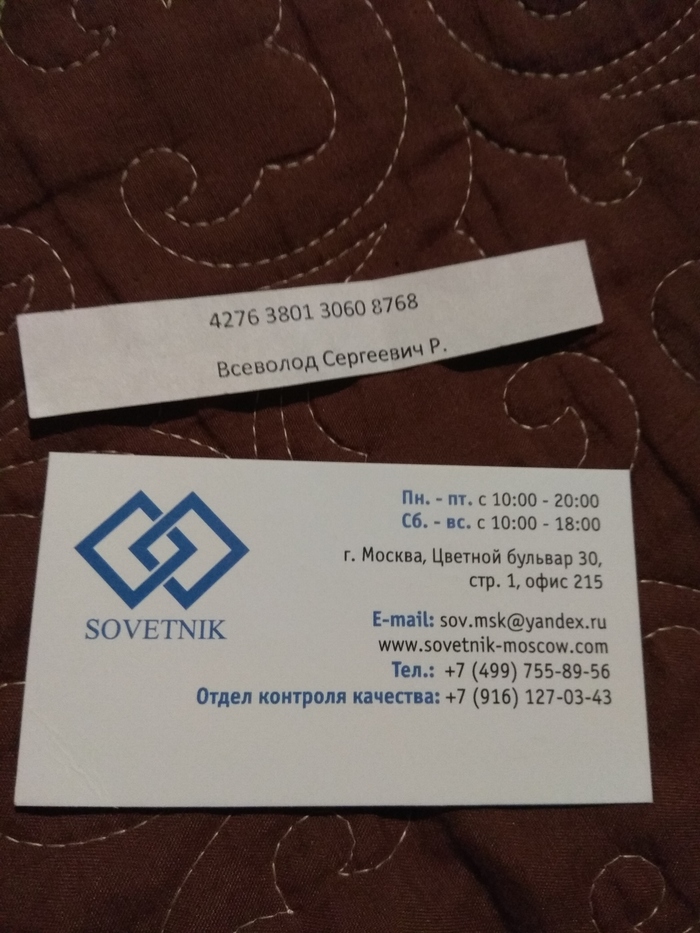 4276 3801 3060 8768
Всеволод Сергеевич Р.
Пн. - пт. с 10:00 - 20:00
Сб. - вс. с 10:00 - 18:00
г. Москва, Цветной бульвар 30,
стр. 1, офис 215
SOVETNIK
E-mail: sov.msk@yandex.ru
www.sovetnik-moscow.com
Тел.: +7 (499) 755-89-56
Отдел контроля качества: +7 (916) 127-03-43